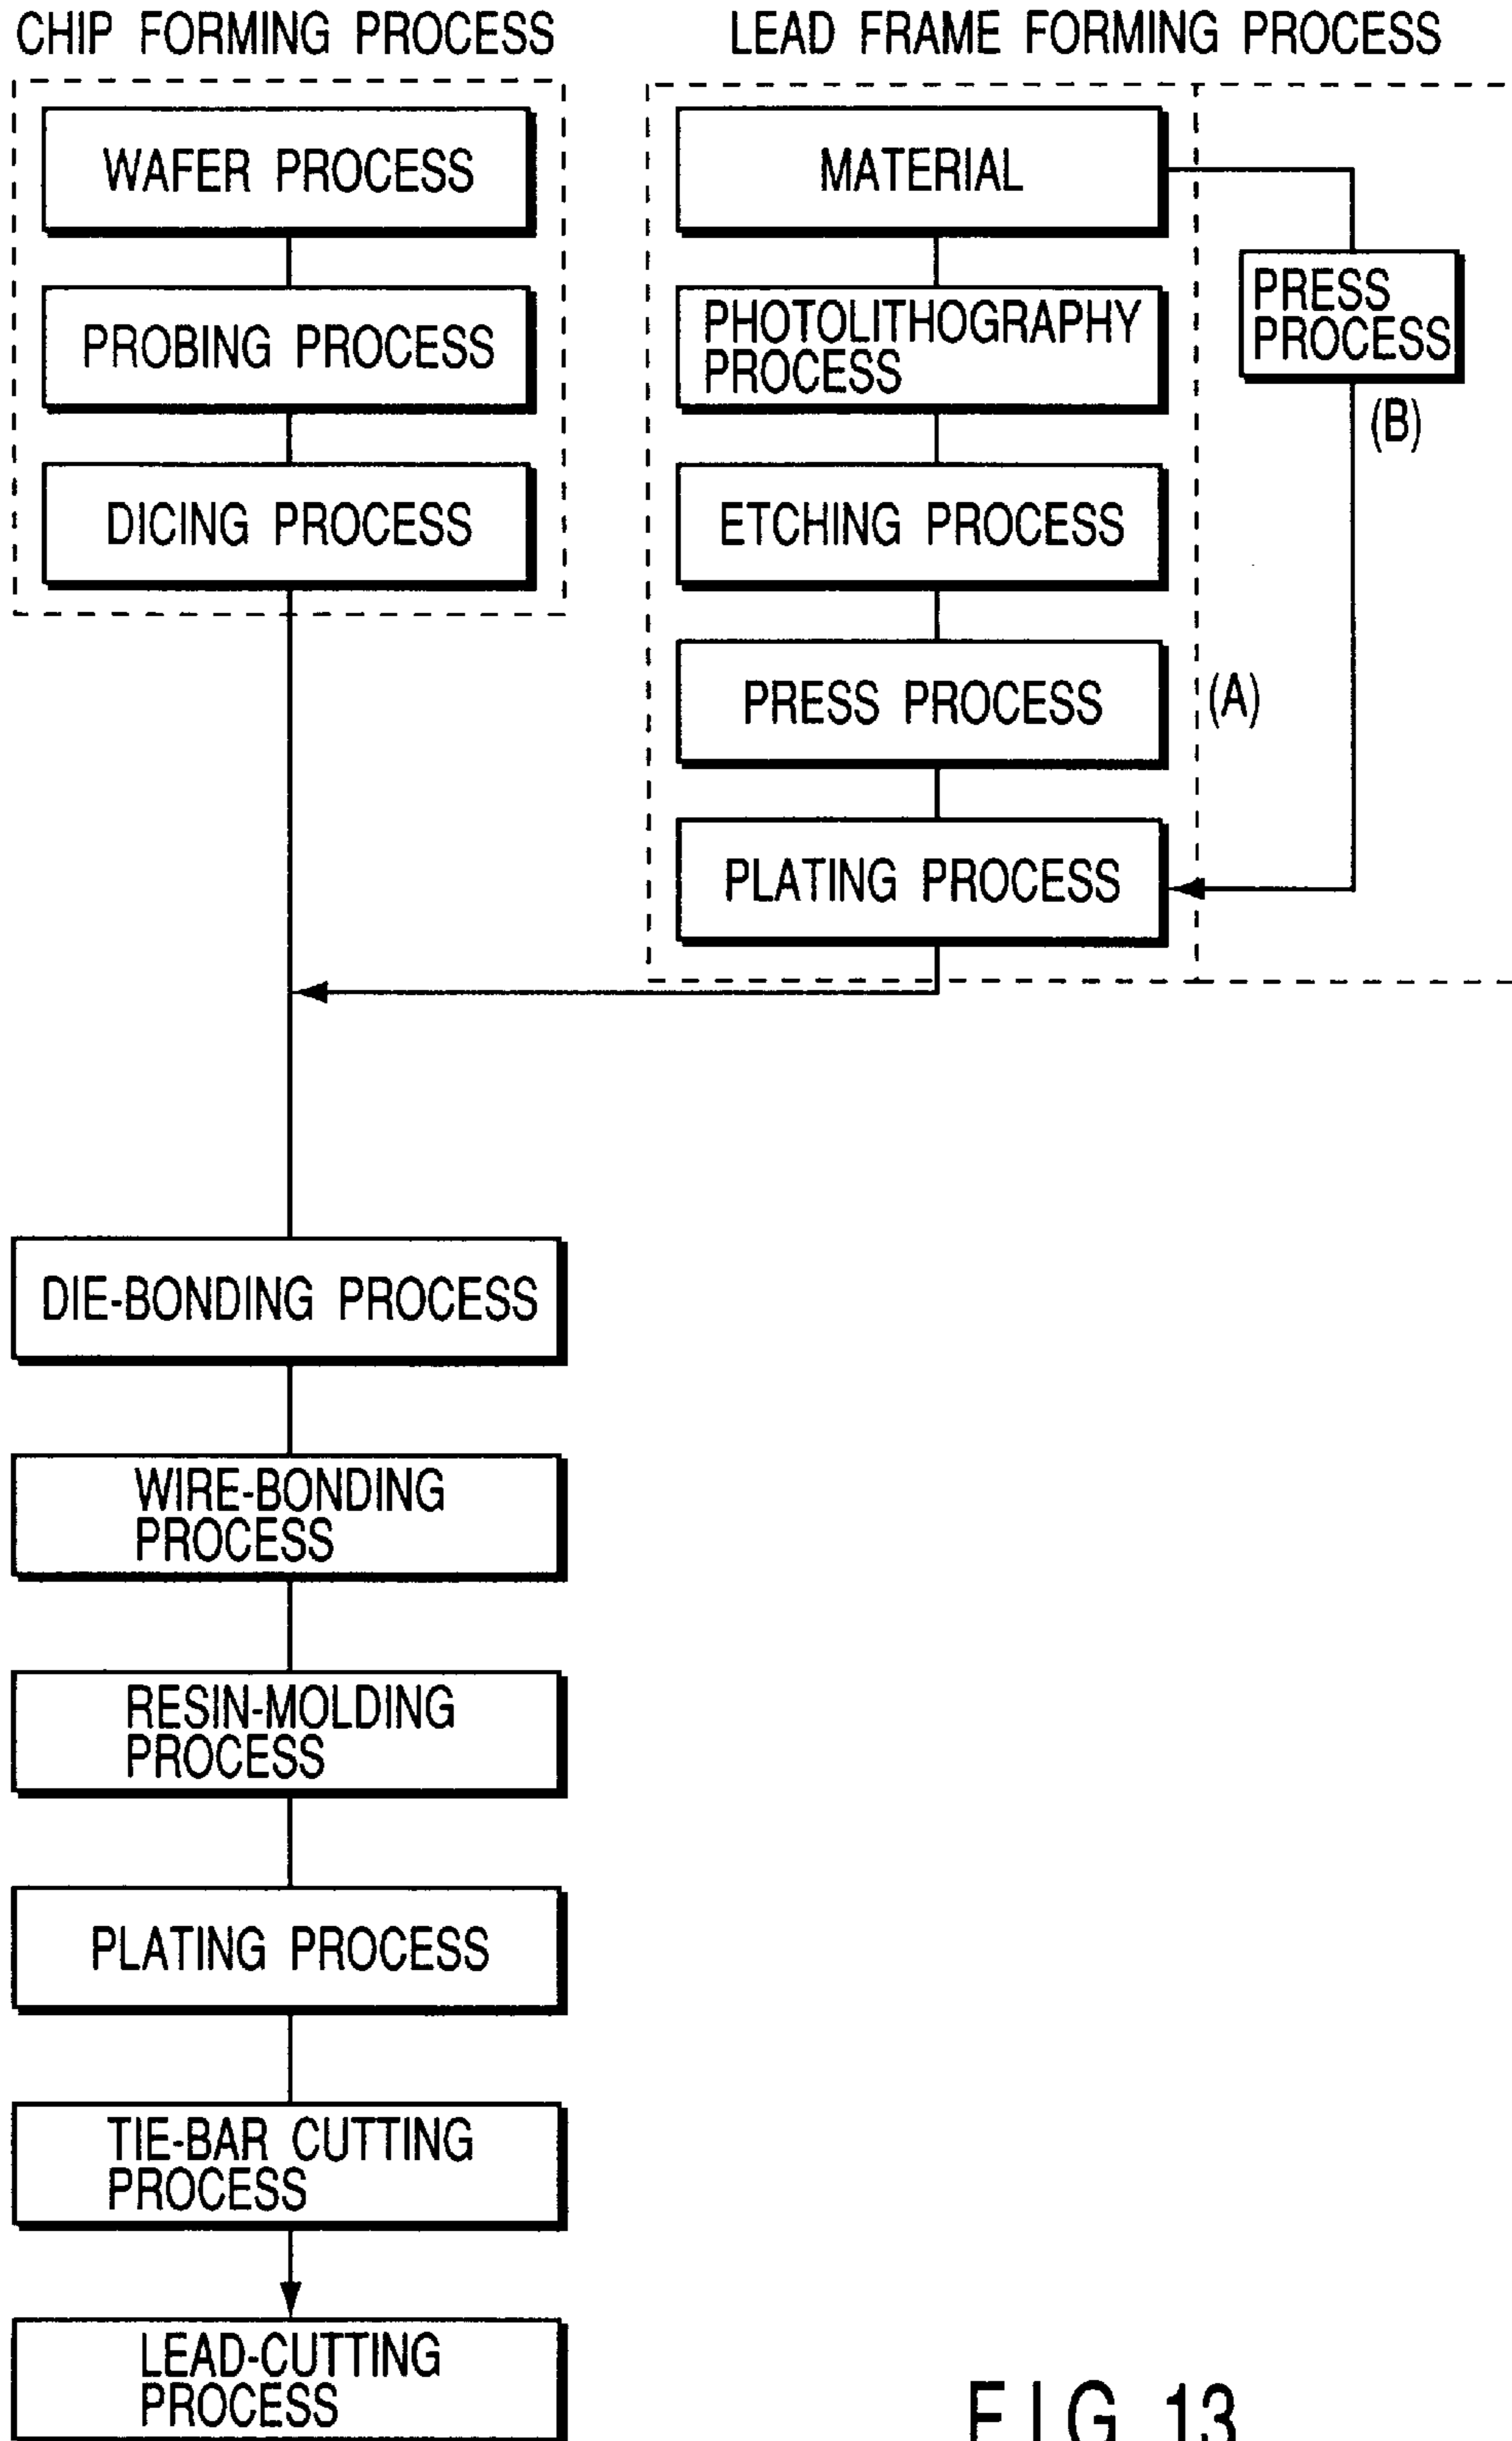 CHIP FORMING PROCESS
WAFER PROCESS
PROBING PROCESS
DICING PROCESS
LEAD FRAME FORMING PROCESS
MATERIAL
PHOTOLITHOGRAPHY
PROCESS
ETCHING PROCESS
PRESS PROCESS
PLATING PROCESS
(A)
PRESS
PROCESS
(B)
DIE-BONDING PROCESS
WIRE-BONDING
PROCESS
RESIN-MOLDING
PROCESS
PLATING PROCESS
TIE-BAR CUTTING
PROCESS
LEAD-CUTTING
PROCESS
FIG. 13